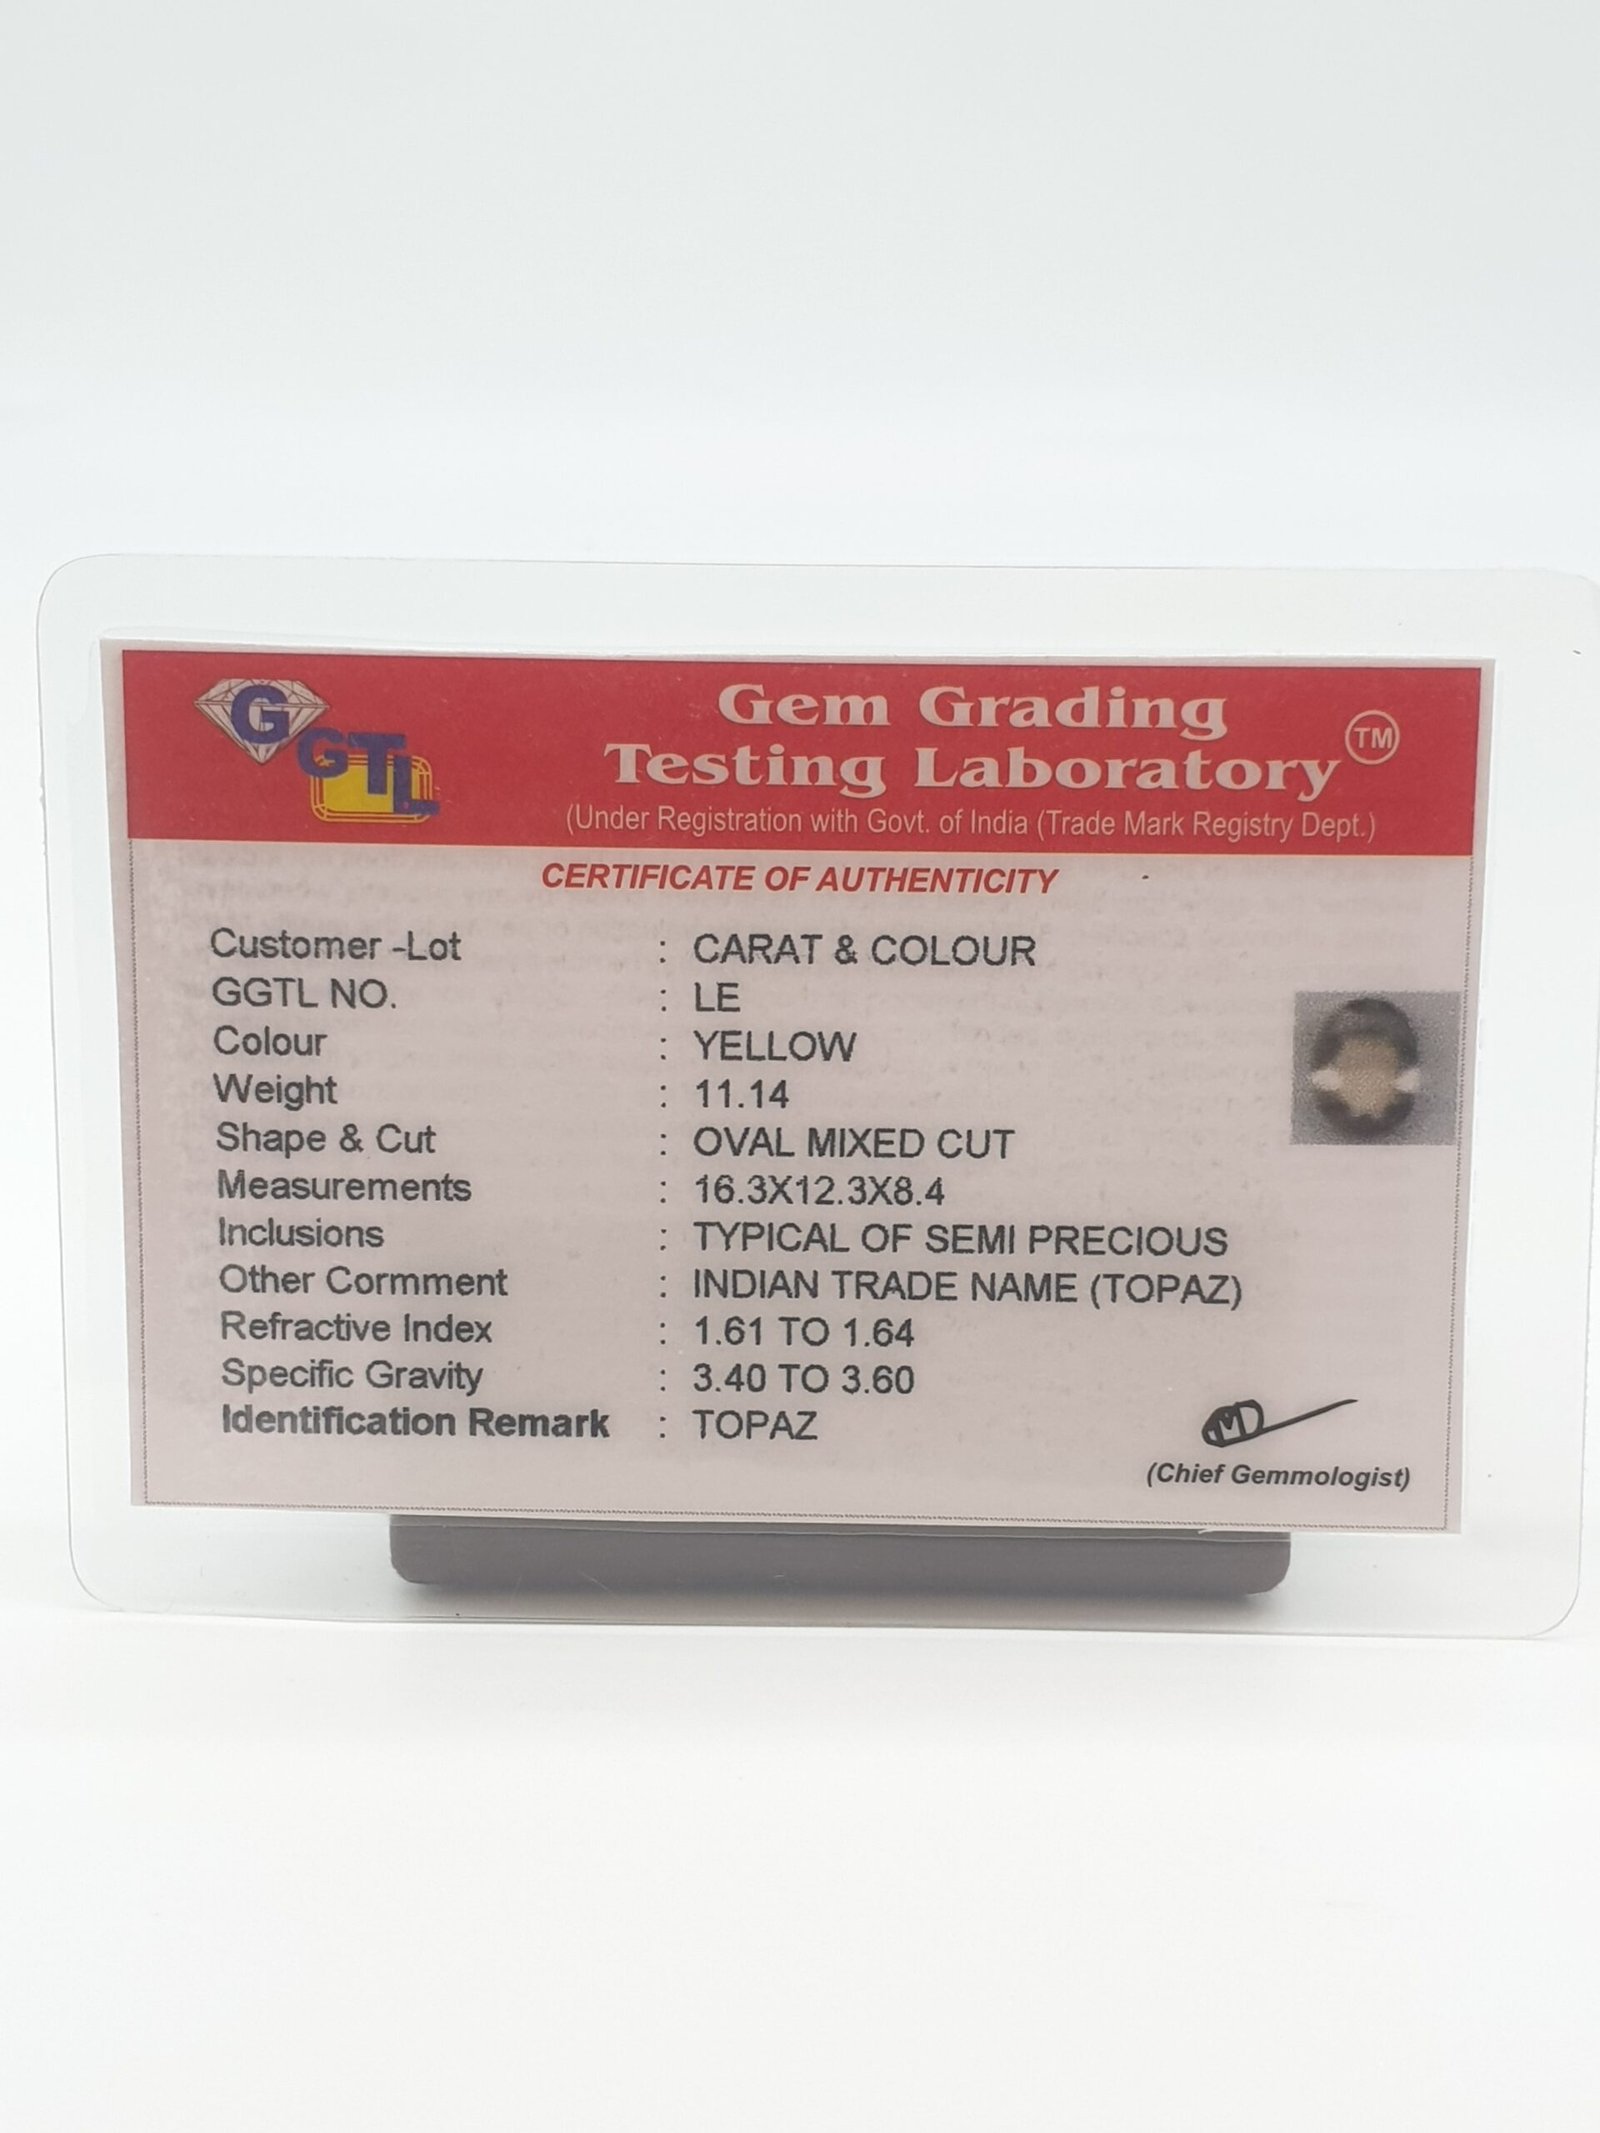 G GTL
Gem Grading
Testing Laboratory TM
(Under Registration with Govt. of India (Trade Mark Registry Dept.)
CERTIFICATE OF AUTHENTICITY
Customer -Lot : CARAT & COLOUR
GGTL NO. : LE
Colour : YELLOW
Weight : 11.14
Shape & Cut : OVAL MIXED CUT
Measurements : 16.3X12.3X8.4
Inclusions : TYPICAL OF SEMI PRECIOUS
Other Cormment : INDIAN TRADE NAME (TOPAZ)
Refractive Index : 1.61 TO 1.64
Specific Gravity : 3.40 TO 3.60
Identification Remark : TOPAZ
(Chief Gemmologist)